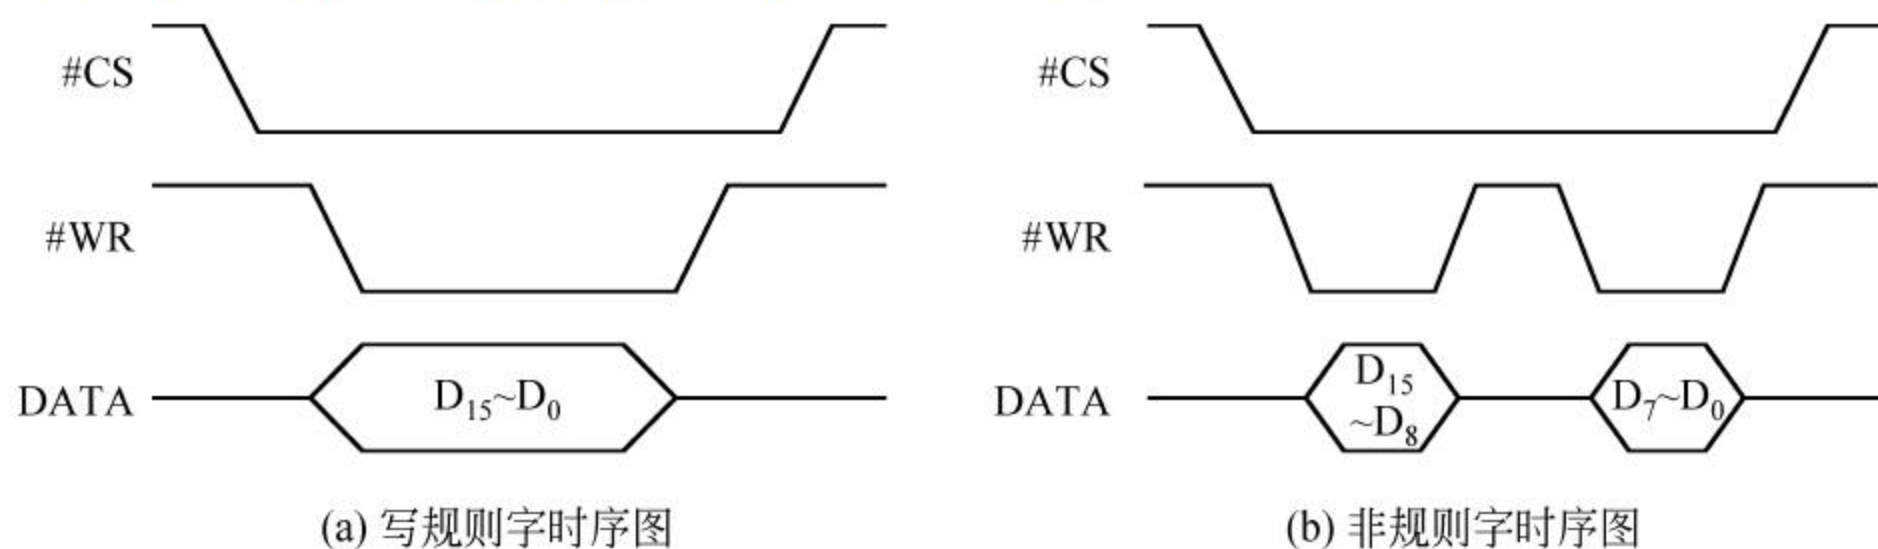 #CS
#WR
DATA
D15~D0
(a) 写规则字时序图
#CS
#WR
DATA
D15
~D8
D7~D0
(b) 非规则字时序图